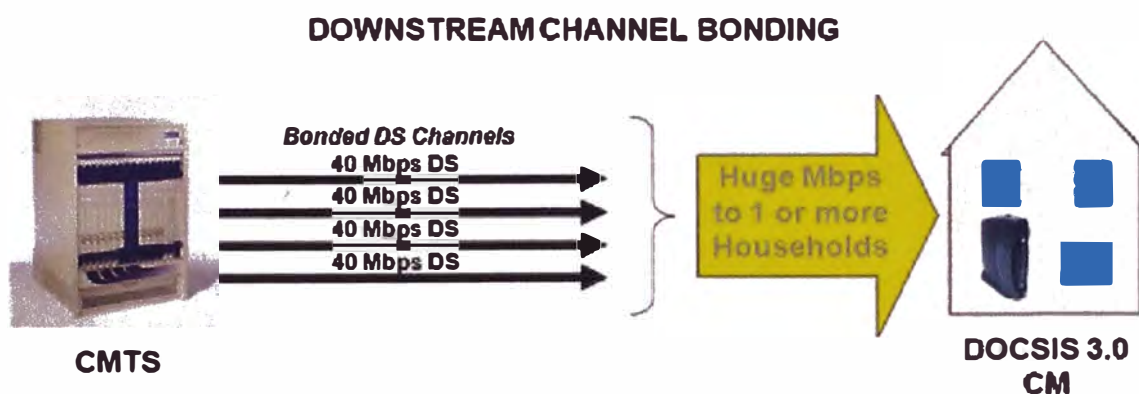 DOWNSTREAM CHANNEL BONDING
Bonded DS Channels
40 Mbps DS
40 Mbps DS
40 Mbps DS
40 Mbps DS
Huge Mbps
to 1 or more
Households
CMTS
DOCSIS 3.0
CM